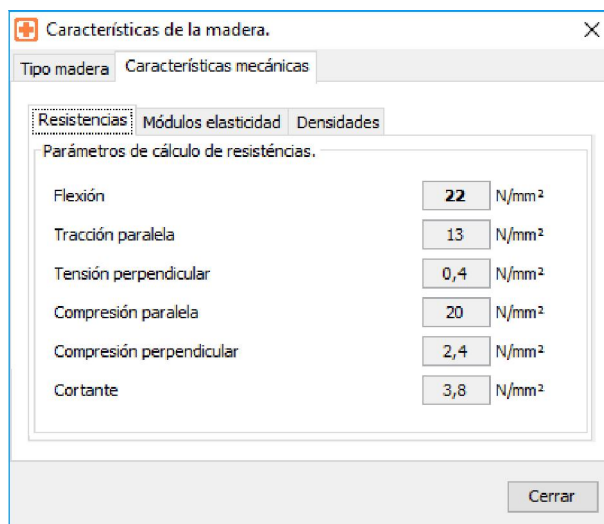 Características de la madera.
Tipo madera Características mecánicas
Resistencias Módulos elasticidad Densidades
Parámetros de cálculo de resisténcias.
Flexión 22 N/mm²
Tracción paralela 13 N/mm²
Tensión perpendicular 0,4 N/mm²
Compresión paralela 20 N/mm²
Compresión perpendicular 2,4 N/mm²
Cortante 3,8 N/mm²
Cerrar